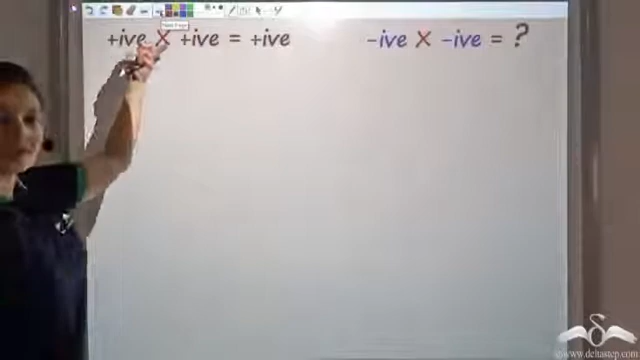 +ive X +ive = +ive
-ive X -ive = ?
www.deltastep.com